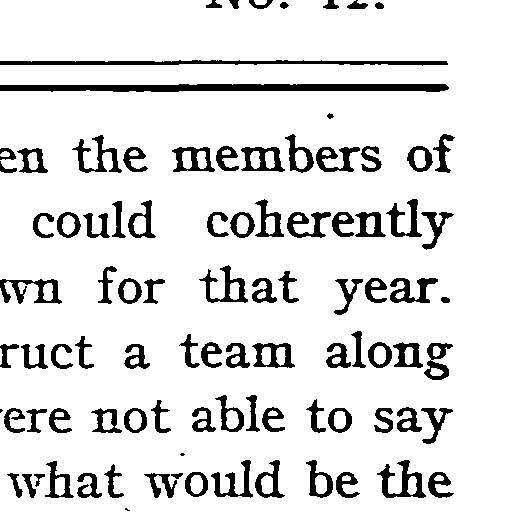 No. 12.
en the members of
could coherently
wn for that year.
ruct a team along
ere not able to say
what would be the